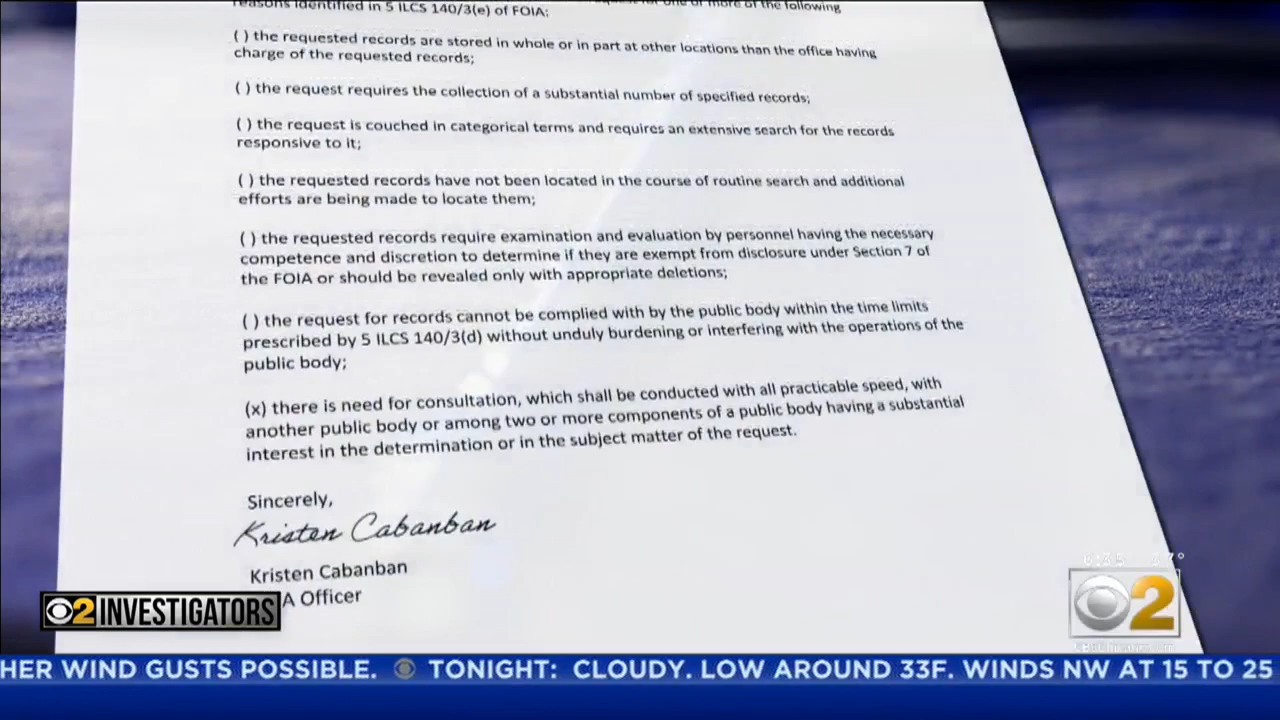 reasons identified in 5 ILCS 140/3(e) of FOIA; request for one or more of the following
( ) the requested records are stored in whole or in part at other locations than the office having
charge of the requested records;
( ) the request requires the collection of a substantial number of specified records;
( ) the request is couched in categorical terms and requires an extensive search for the records
responsive to it;
( ) the requested records have not been located in the course of routine search and additional
efforts are being made to locate them;
( ) the requested records require examination and evaluation by personnel having the necessary
competence and discretion to determine if they are exempt from disclosure under Section 7 of
the FOIA or should be revealed only with appropriate deletions;
( ) the request for records cannot be complied with by the public body within the time limits
prescribed by 5 ILCS 140/3(d) without unduly burdening or interfering with the operations of the
public body;
(x) there is need for consultation, which shall be conducted with all practicable speed, with
another public body or among two or more components of a public body having a substantial
interest in the determination or in the subject matter of the request.
Sincerely,
Kristen Cabanban
Kristen Cabanban
A Officer
2 INVESTIGATORS
37°
2
HER WIND GUSTS POSSIBLE. TONIGHT: CLOUDY. LOW AROUND 33F. WINDS NW AT 15 TO 25